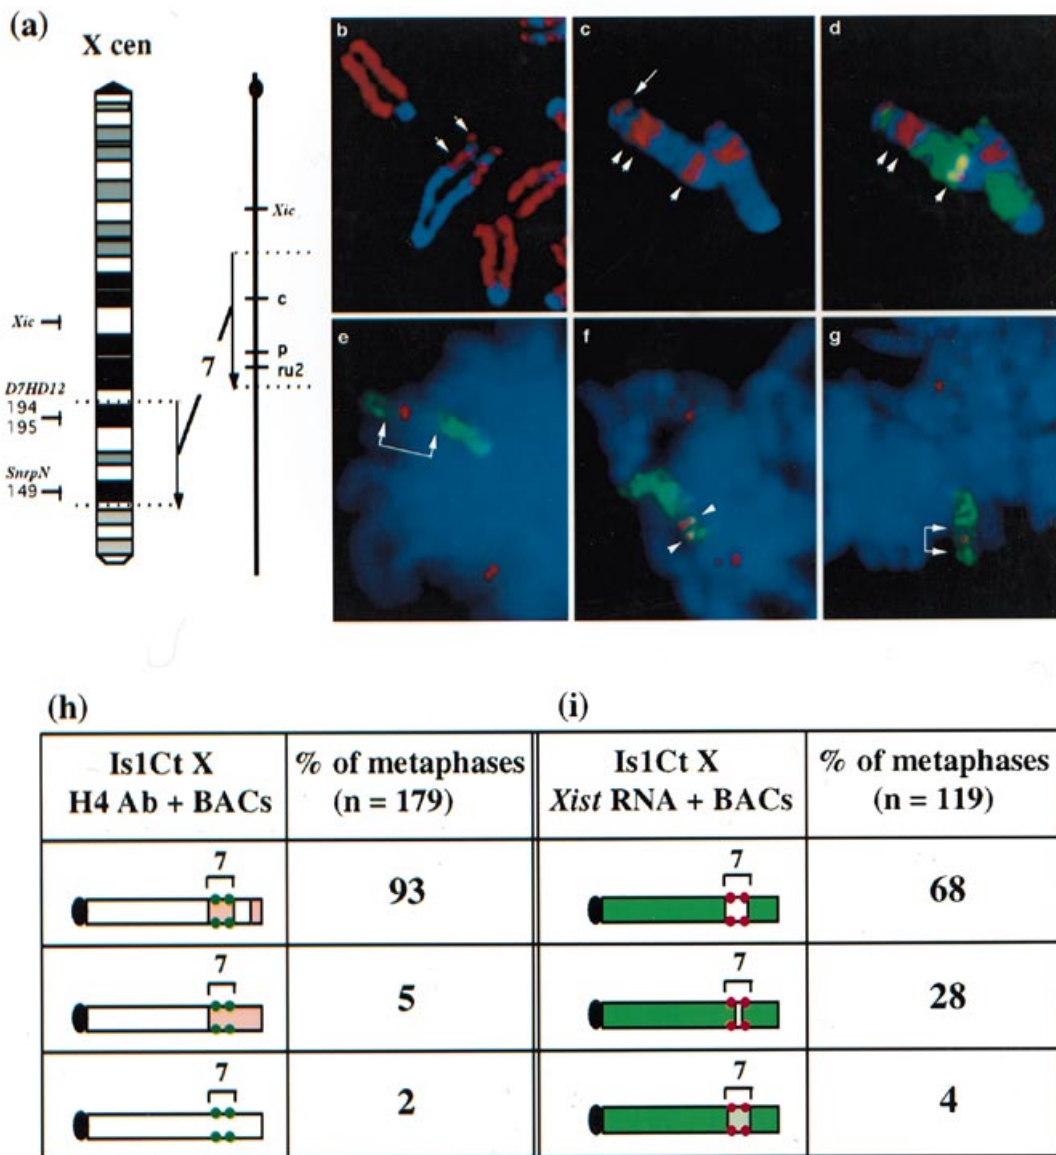 (a)
X cen
Xic
D7HD12
194
195
SnrpN
149
7
Xic
c
p
ru2
b
c
d
e
f
g
(h)
(i)
Is1Ct X
H4 Ab + BACs
% of metaphases
(n = 179)
Is1Ct X
Xist RNA + BACs
% of metaphases
(n = 119)
7
93
7
68
7
5
7
28
7
2
7
4